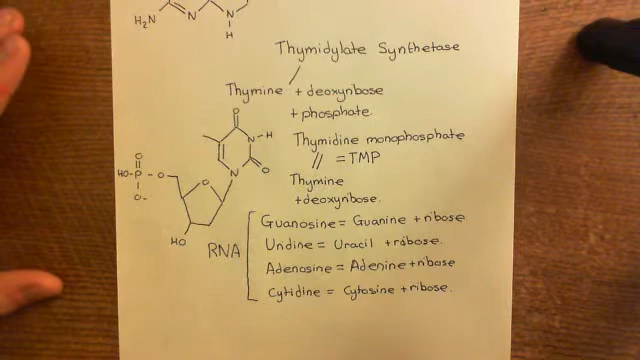 H₂N
N
N
H
Thymidylate Synthetase
Thymine + deoxyribose
+ phosphate.
O
N-H
Thymidine monophosphate
= TMP
O
HO-P-O
O-
O
N
O
Thymine
+deoxyribose.
HO
RNA
Guanosine = Guanine + ribose
Uridine = Uracil + ribose.
Adenosine = Adenine + ribose
Cytidine = Cytosine + ribose.